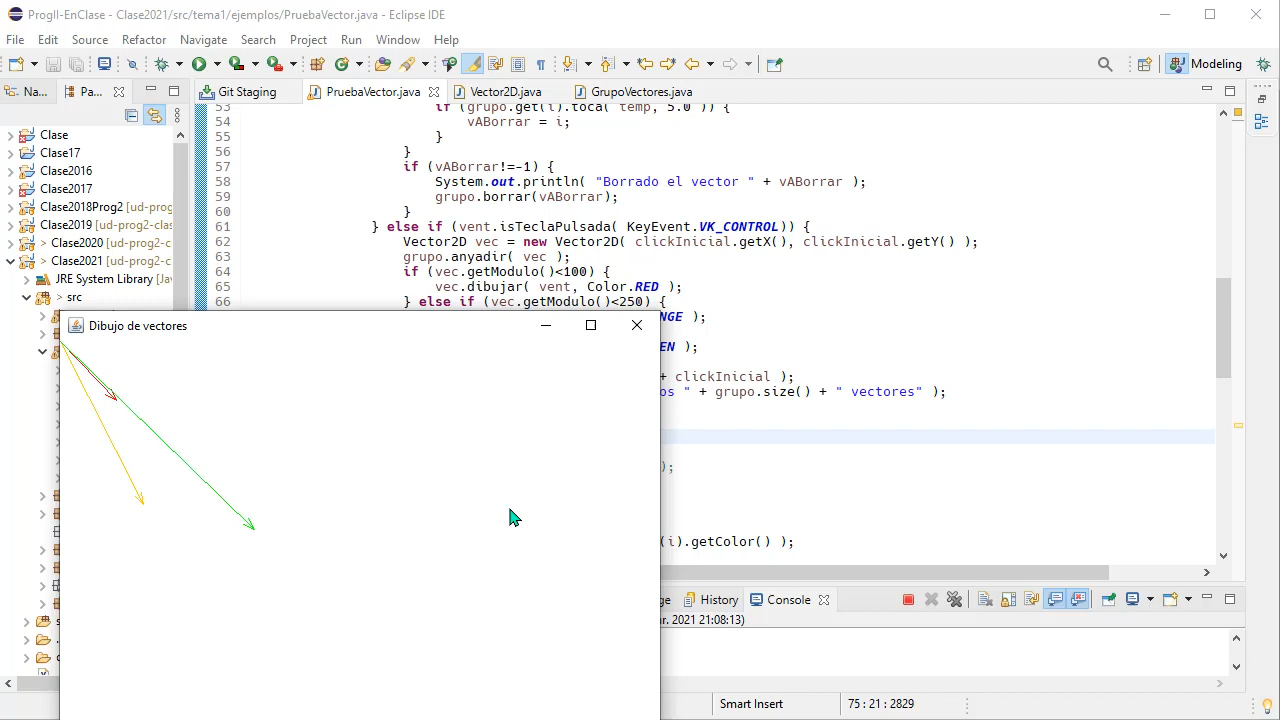 ProgII-EnClase - Clase2021/src/tema1/ejemplos/PruebaVector.java - Eclipse IDE
File Edit Source Refactor Navigate Search Project Run Window Help
Modeling
Na... Pa... Git Staging PruebaVector.java Vector2D.java GrupoVectores.java
Clase
Clase17
Clase2016
Clase2017
Clase2018Prog2 (ud-prog2-
Clase2019 (ud-prog2-clas
> Clase2020 (ud-prog2-c
> Clase2021 (ud-prog2-c
JRE System Library [Jav
> src
53 if (grupo.get(i).toca( temp, 5.0 )) {
54 vABorrar = i;
55 }
56 }
57 if (vABorrar!=-1) {
58 System.out.println( "Borrado el vector " + vABorrar );
59 grupo.borrar(vABorrar);
60 }
61 } else if (vent.isTeclaPulsada( KeyEvent.VK_CONTROL)) {
62 Vector2D vec = new Vector2D( clickInicial.getX(), clickInicial.getY() );
63 grupo.anyadir( vec );
64 if (vec.getModulo()<100) {
65 vec.dibujar( vent, Color.RED );
66 } else if (vec.getModulo()<250) {
NGE );
EN );
+ clickInicial );
os " + grupo.size() + " vectores" );
);
(i).getColor() );
Dibujo de vectores
ge History Console
ar. 2021 21:08:13)
Smart Insert 75 : 21 : 2829